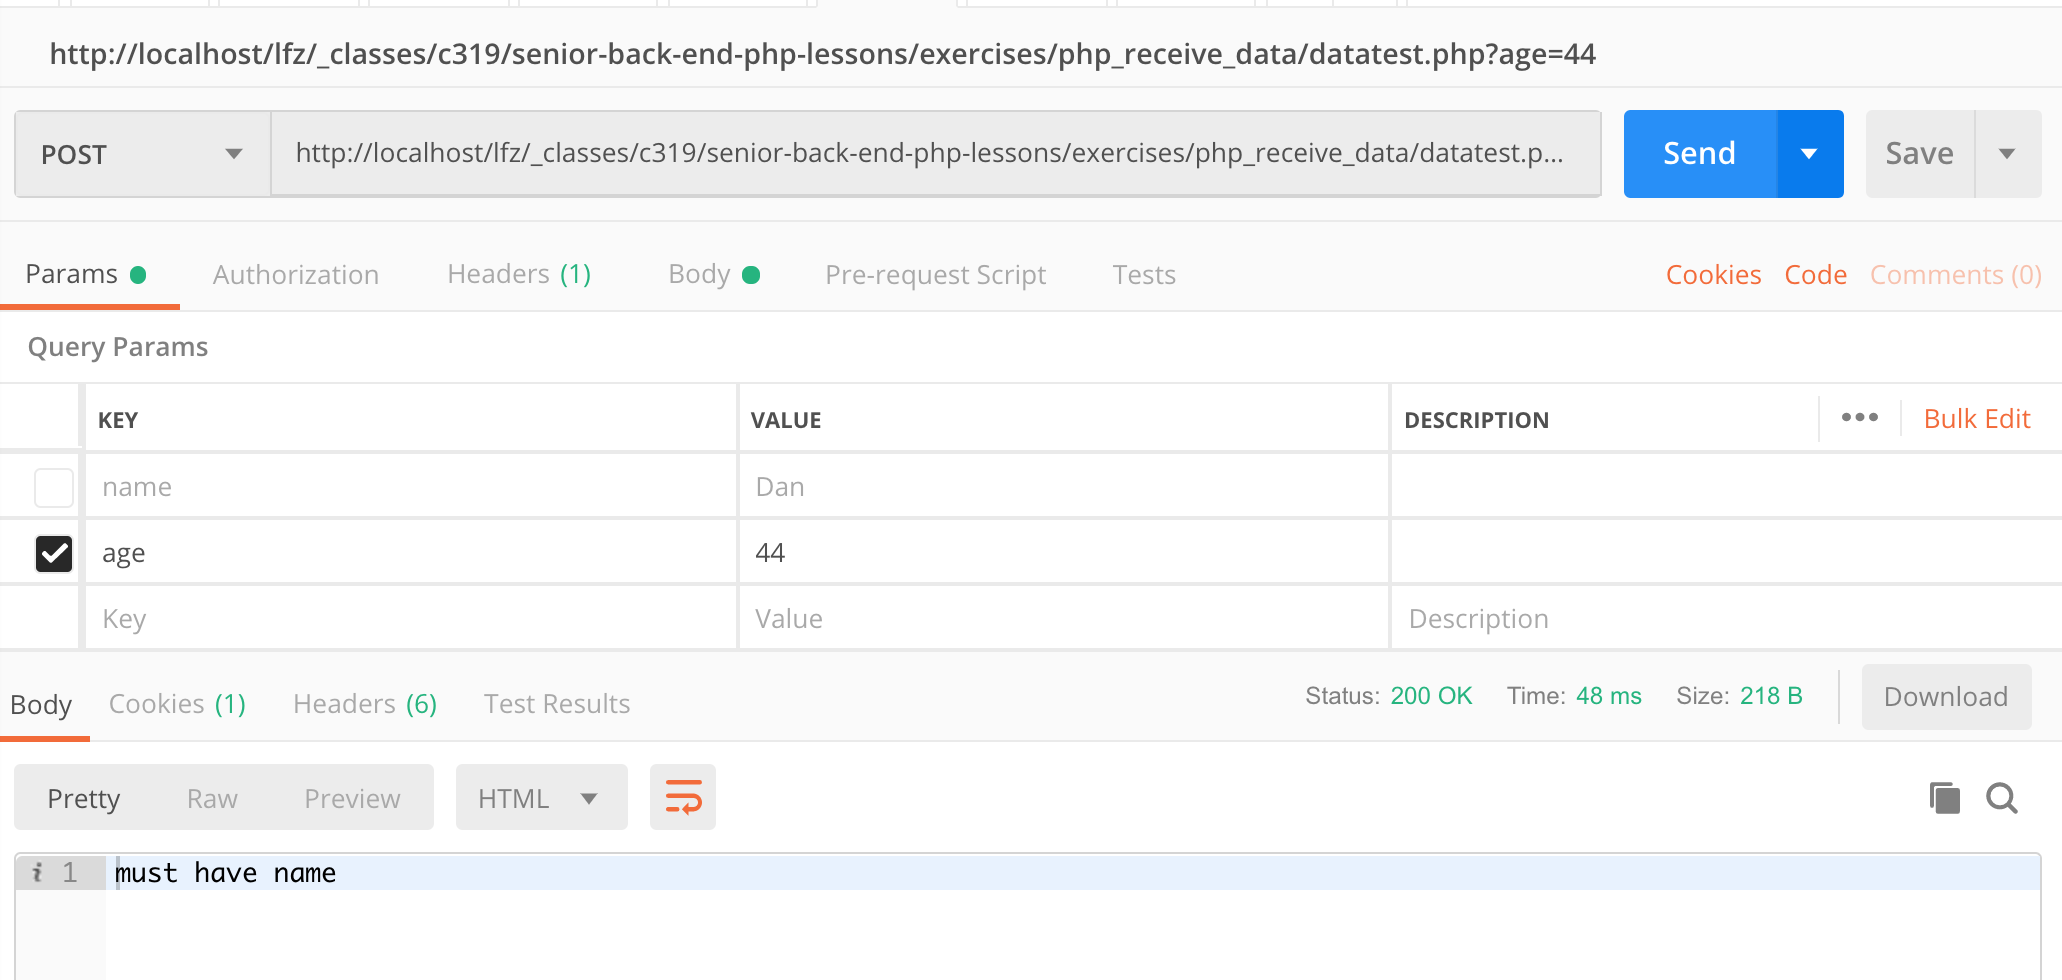 http://localhost/lfz/_classes/c319/senior-back-end-php-lessons/exercises/php_receive_data/datatest.php?age=44
POST http://localhost/lfz/_classes/c319/senior-back-end-php-lessons/exercises/php_receive_data/datatest.p... Send Save
Params Authorization Headers (1) Body Pre-request Script Tests Cookies Code Comments (0)
Query Params
KEY VALUE DESCRIPTION ••• Bulk Edit
name Dan
age 44
Key Value Description
Body Cookies (1) Headers (6) Test Results Status: 200 OK Time: 48 ms Size: 218 B Download
Pretty Raw Preview HTML
i 1 must have name